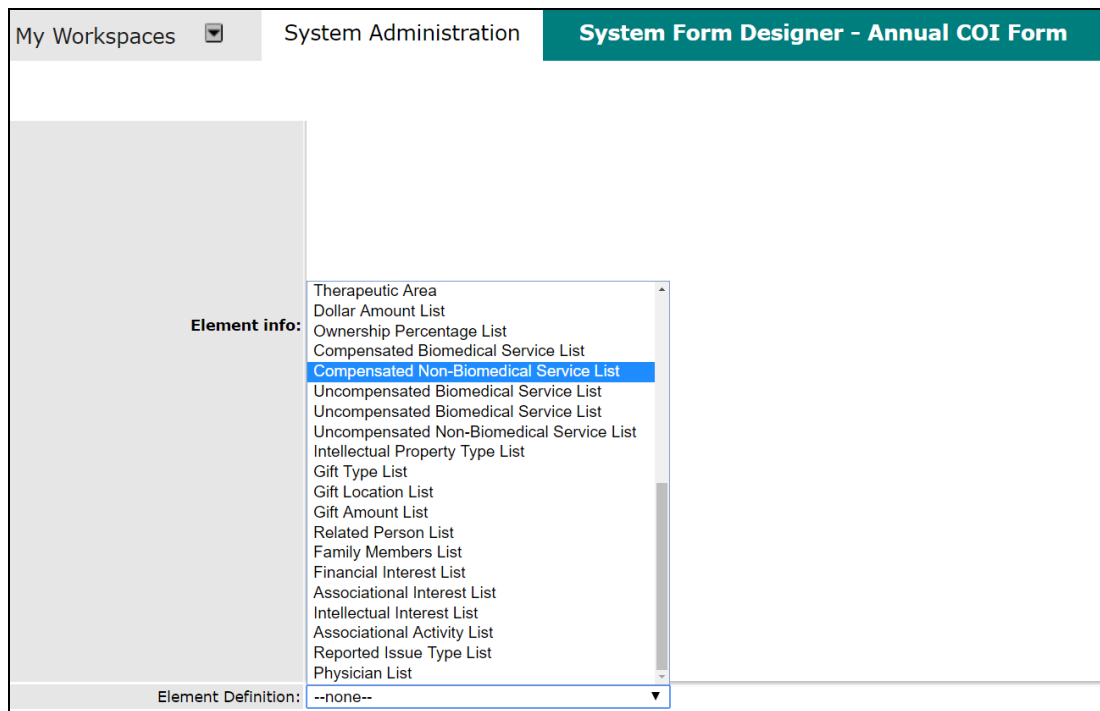 My Workspaces
System Administration
System Form Designer - Annual COI Form
Element info:
Therapeutic Area
Dollar Amount List
Ownership Percentage List
Compensated Biomedical Service List
Compensated Non-Biomedical Service List
Uncompensated Biomedical Service List
Uncompensated Biomedical Service List
Uncompensated Non-Biomedical Service List
Intellectual Property Type List
Gift Type List
Gift Location List
Gift Amount List
Related Person List
Family Members List
Financial Interest List
Associational Interest List
Intellectual Interest List
Associational Activity List
Reported Issue Type List
Physician List
Element Definition: --none--